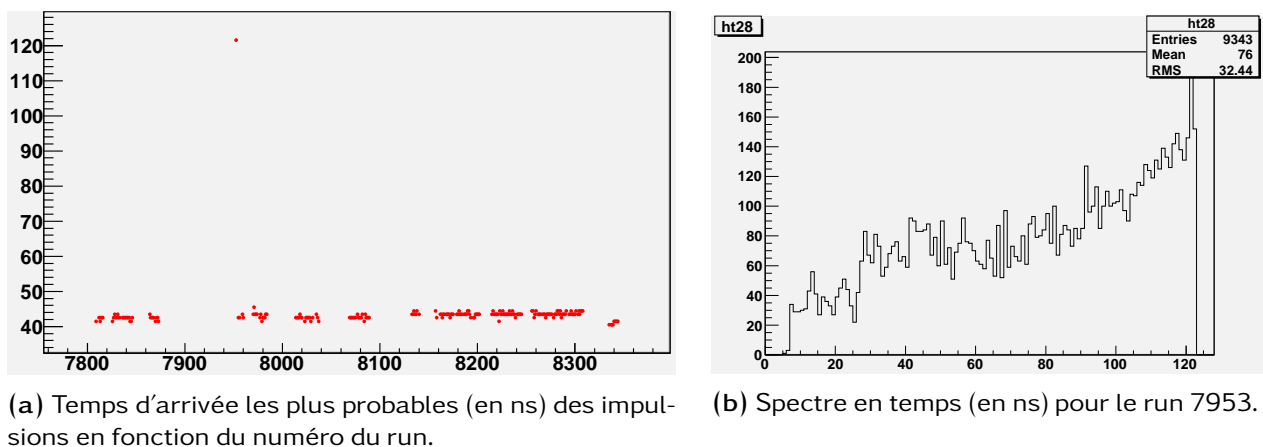 120
110
100
90
80
70
60
50
40
7800 7900 8000 8100 8200 8300
(a) Temps d'arrivée les plus probables (en ns) des impul-
sions en fonction du numéro du run.
ht28
ht28
Entries 9343
Mean 76
RMS 32.44
200
180
160
140
120
100
80
60
40
20
0
0 20 40 60 80 100 120
(b) Spectre en temps (en ns) pour le run 7953.